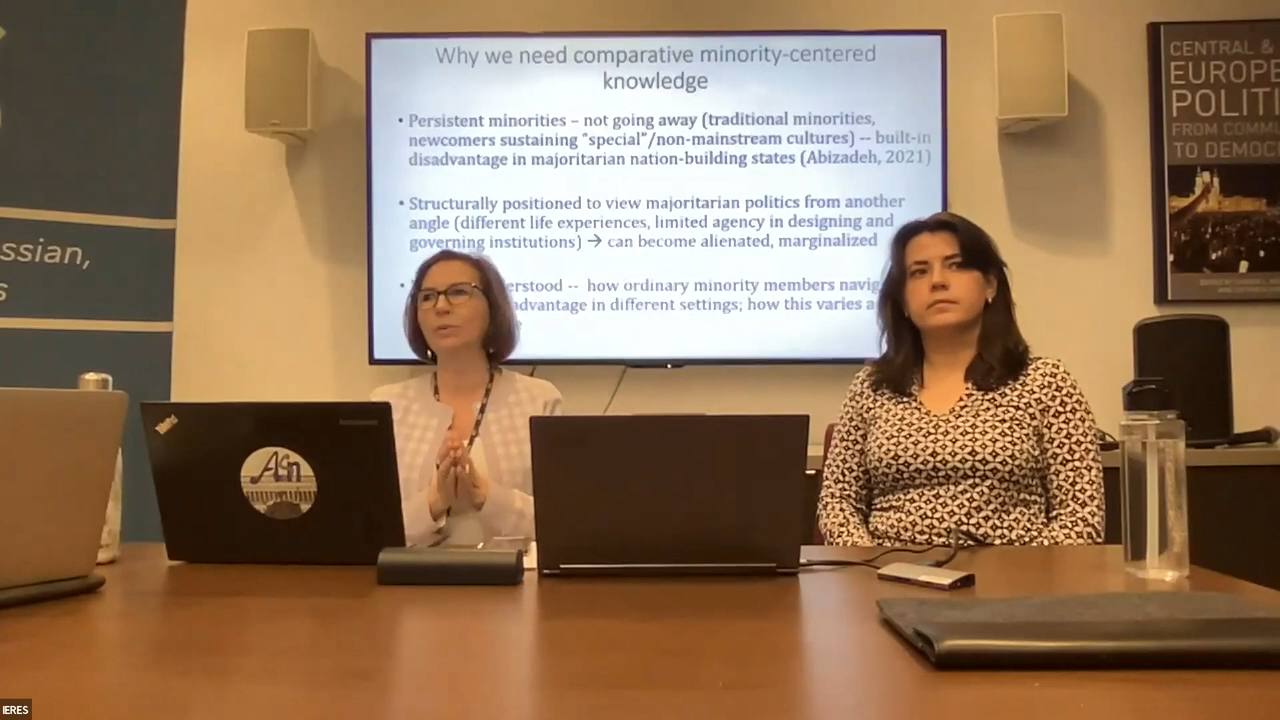 Why we need comparative minority-centered
knowledge
• Persistent minorities – not going away (traditional minorities,
newcomers sustaining "special"/non-mainstream cultures) -- built-in
disadvantage in majoritarian nation-building states (Abizadeh, 2021)
• Structurally positioned to view majoritarian politics from another
angle (different life experiences, limited agency in designing and
governing institutions) → can become alienated, marginalized
erstood -- how ordinary minority members navig
advantage in different settings; how this varies a
CENTRAL &
EUROPE
POLITI
FROM COMM
TO DEMOC
ssian,
s
ThinkPad
Asn
IERES